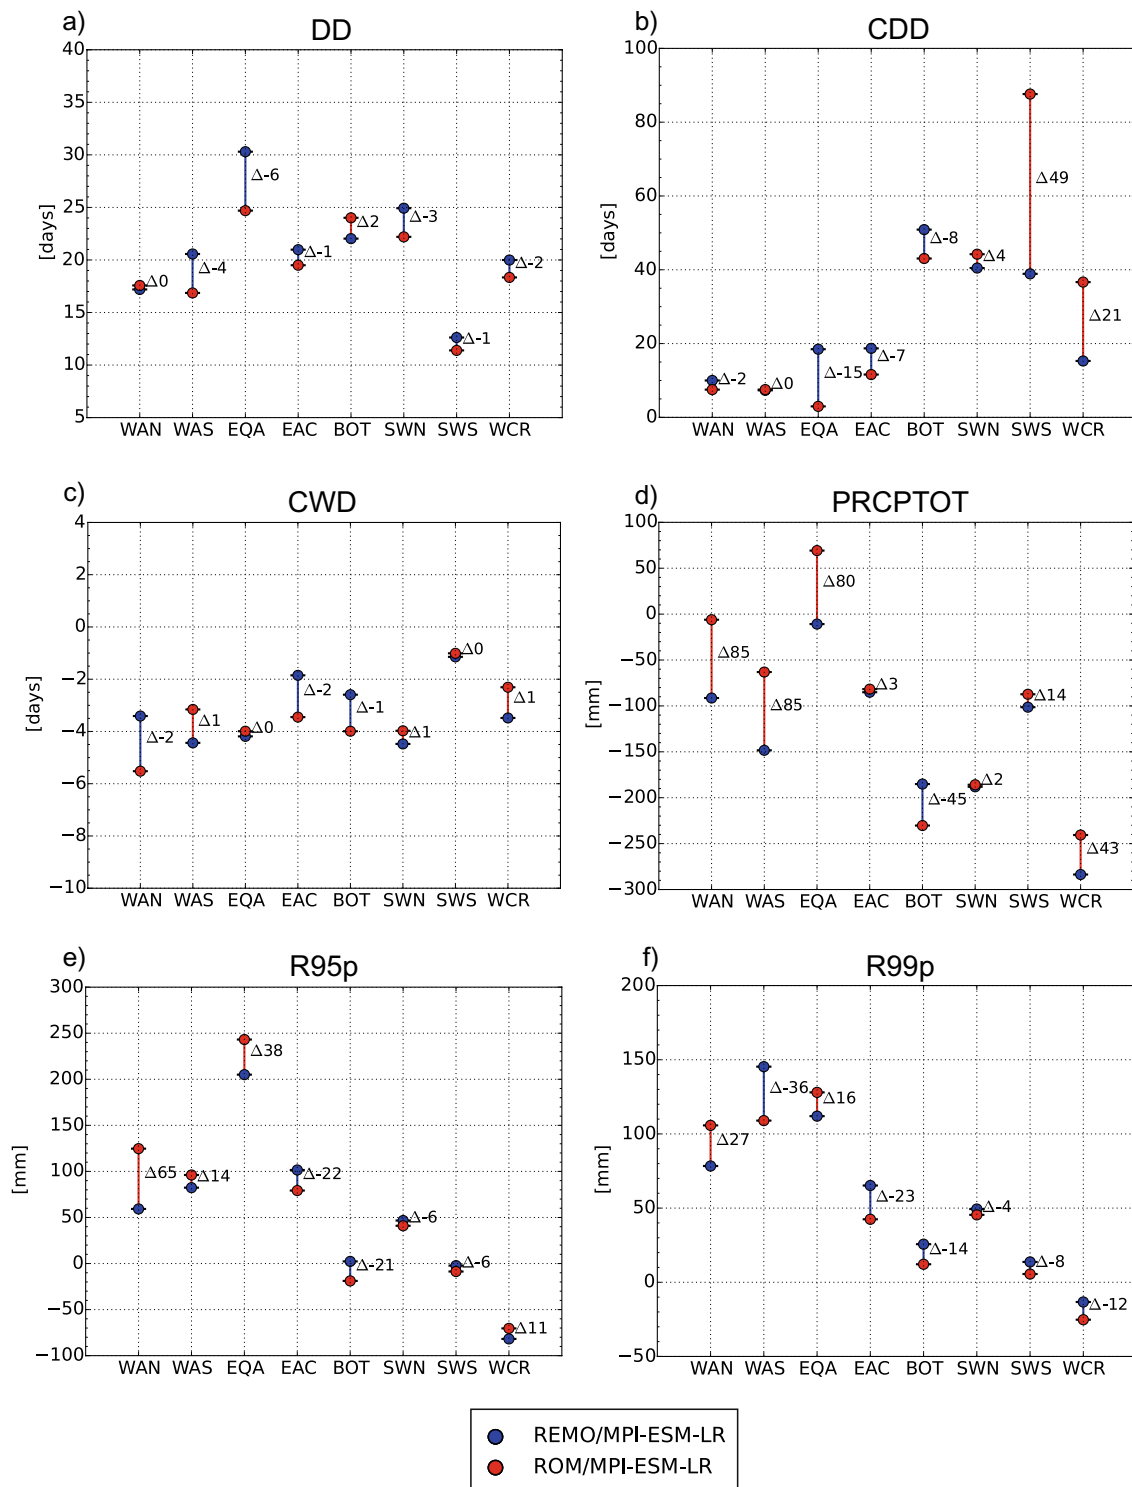 a) DD
40
35
30
25
20
15
10
5
[days]
Δ0
Δ-4
Δ-6
Δ-1
Δ2
Δ-3
Δ-1
Δ-2
WAN WAS EQA EAC BOT SWN SWS WCR
b) CDD
100
80
60
40
20
0
[days]
Δ-2
Δ0
Δ-15
Δ-7
Δ-8
Δ4
Δ49
Δ21
WAN WAS EQA EAC BOT SWN SWS WCR
c) CWD
4
2
0
−2
−4
−6
−8
−10
[days]
Δ-2
Δ1
Δ0
Δ-2
Δ-1
Δ1
Δ0
Δ1
WAN WAS EQA EAC BOT SWN SWS WCR
d) PRCPTOT
100
50
0
−50
−100
−150
−200
−250
−300
[mm]
Δ85
Δ85
Δ80
Δ3
Δ-45
Δ2
Δ14
Δ43
WAN WAS EQA EAC BOT SWN SWS WCR
e) R95p
300
250
200
150
100
50
0
−50
−100
[mm]
Δ65
Δ14
Δ38
Δ-22
Δ-21
Δ-6
Δ-6
Δ11
WAN WAS EQA EAC BOT SWN SWS WCR
f) R99p
200
150
100
50
0
−50
[mm]
Δ27
Δ-36
Δ16
Δ-23
Δ-14
Δ-4
Δ-8
Δ-12
WAN WAS EQA EAC BOT SWN SWS WCR
REMO/MPI-ESM-LR
ROM/MPI-ESM-LR